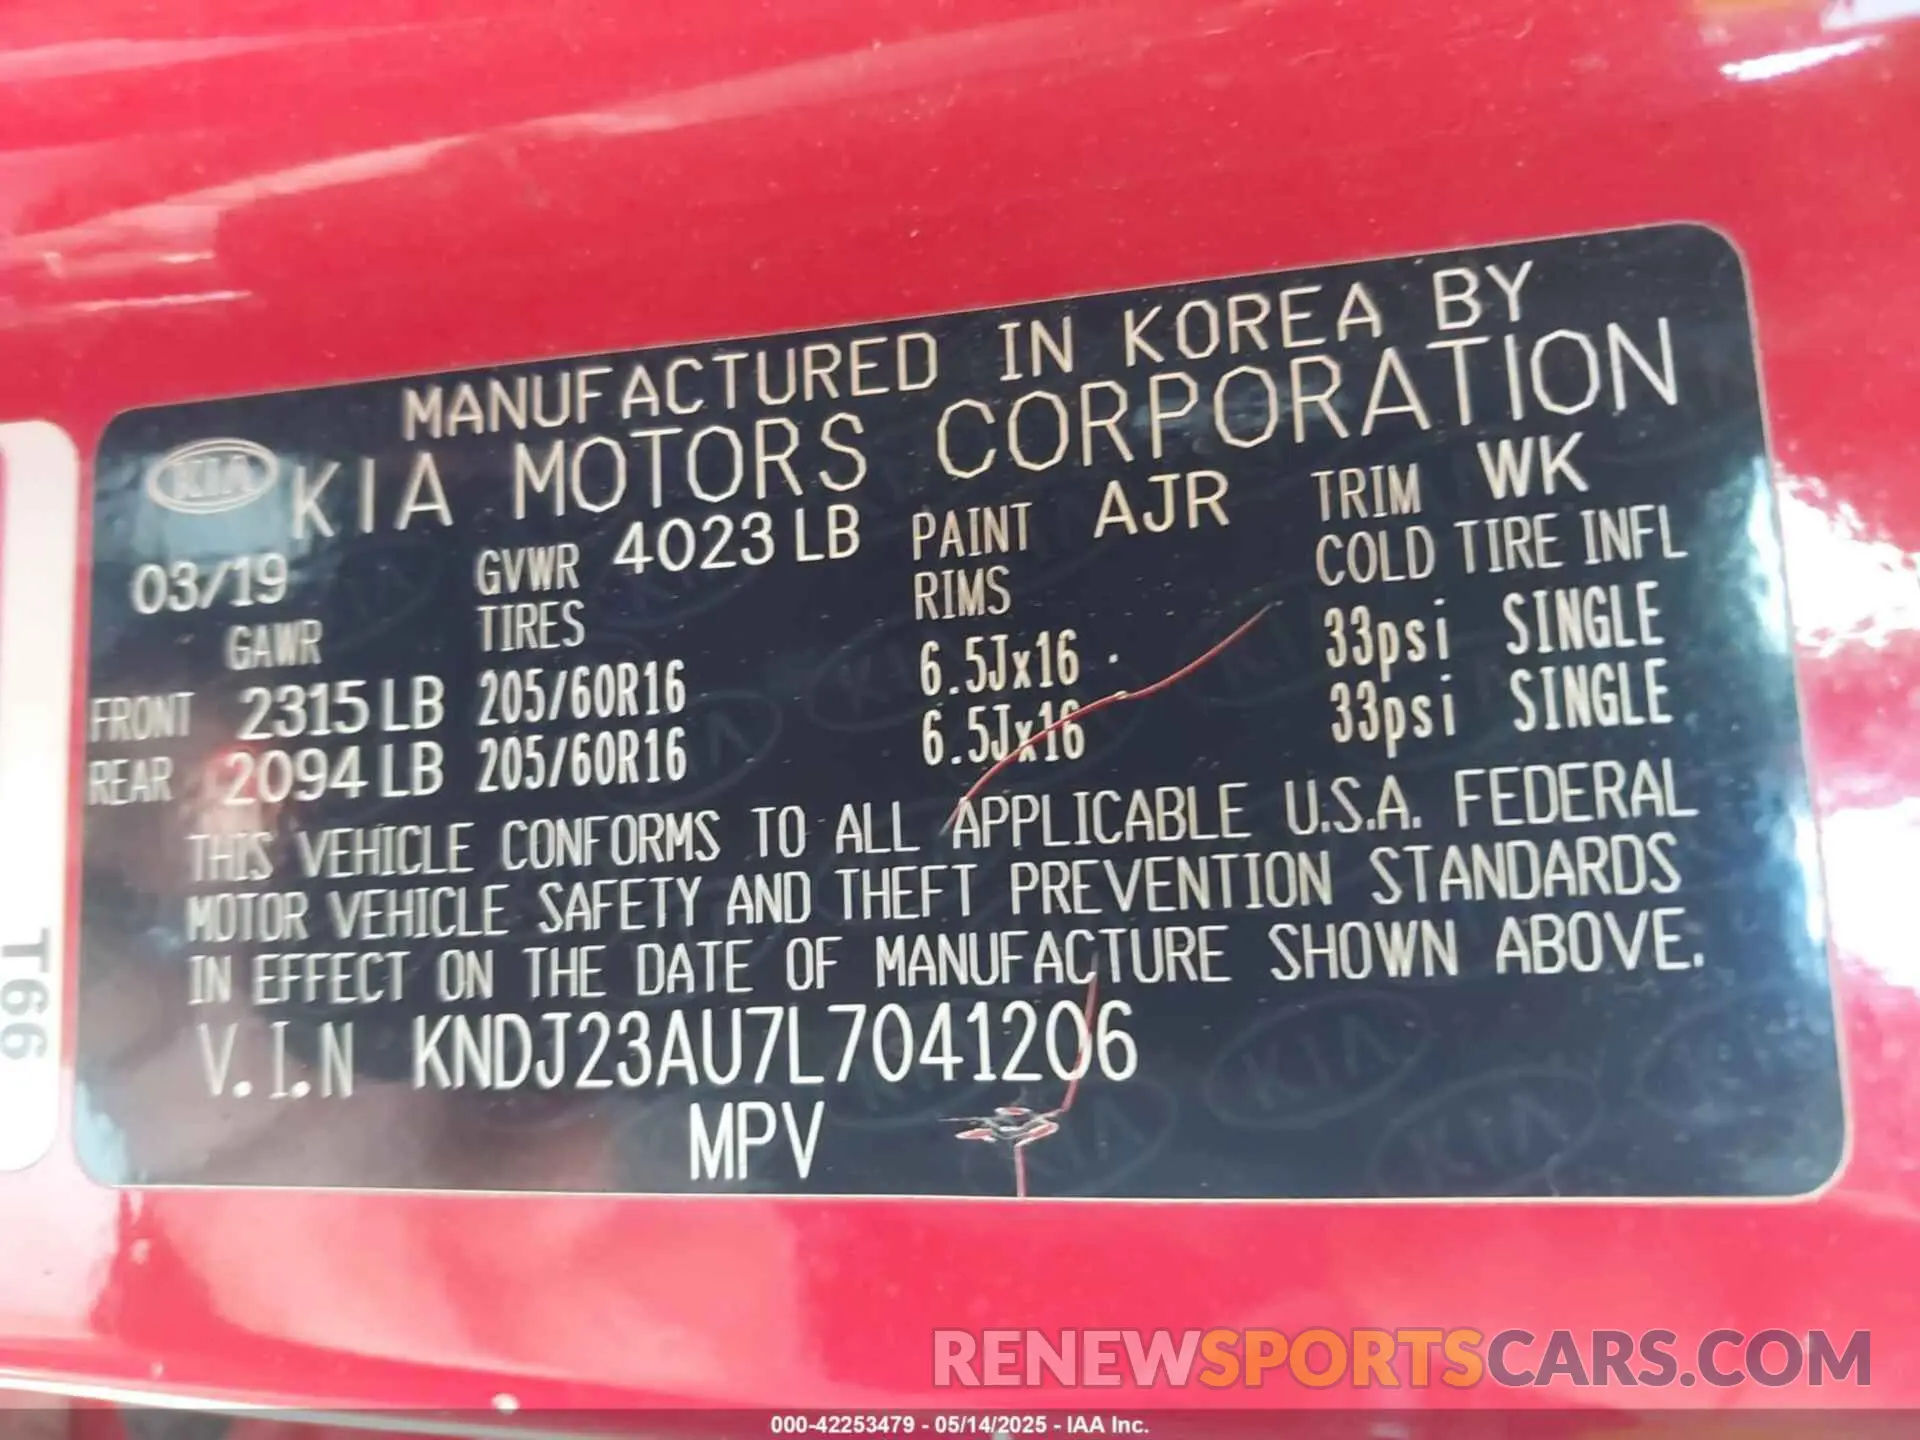 MANUFACTURED IN KOREA BY
KIA KIA MOTORS CORPORATION
03/19 GVWR 4023 LB PAINT AJR TRIM WK
GAWR TIRES RIMS COLD TIRE INFL
FRONT 2315 LB 205/60R16 6.5Jx16 33psi SINGLE
REAR 2094 LB 205/60R16 6.5Jx16 33psi SINGLE
THIS VEHICLE CONFORMS TO ALL APPLICABLE U.S.A. FEDERAL
MOTOR VEHICLE SAFETY AND THEFT PREVENTION STANDARDS
IN EFFECT ON THE DATE OF MANUFACTURE SHOWN ABOVE.
V.I.N KNDJ23AU7L7041206
MPV
T66
RENEWSPORTSCARS.COM
000-42253479 - 05/14/2025 - IAA Inc.